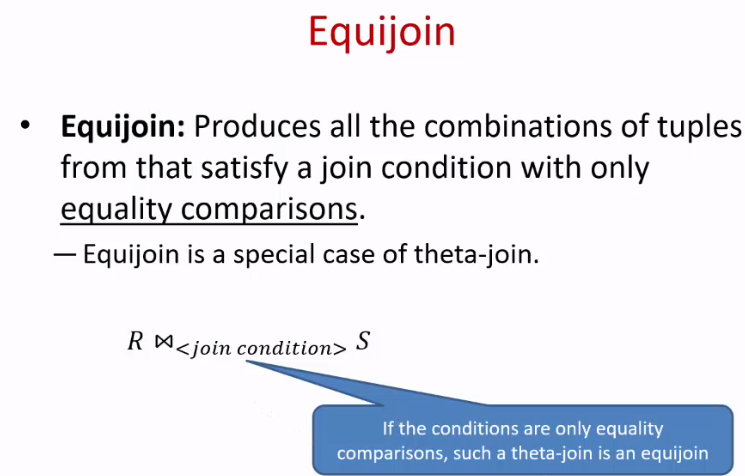 Equijoin
• Equijoin: Produces all the combinations of tuples
from that satisfy a join condition with only
equality comparisons.
— Equijoin is a special case of theta-join.
R ⋈<join condition> S
If the conditions are only equality
comparisons, such a theta-join is an equijoin